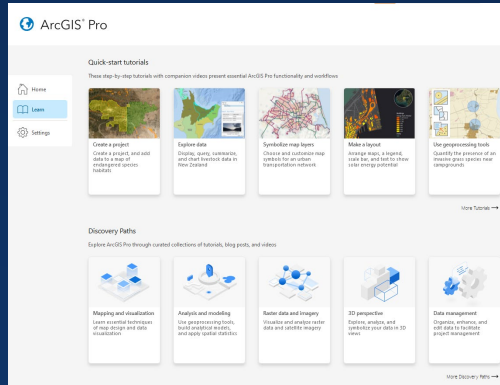 ArcGIS® Pro
Home
Learn
Settings
Quick-start tutorials
These step-by-step tutorials with companion videos present essential ArcGIS Pro functionality and workflows
Create a project
Create a project, and add
data to a map of
endangered species
habitats
Explore data
Display, query, summarize,
and chart livestock data in
New Zealand
Symbolize map layers
Choose and customize map
symbols for an urban
transportation network
Make a layout
Arrange maps, a legend,
scale bar, and text to show
solar energy potential
Use geoprocessing tools
Quantify the presence of an
invasive grass species near
campgrounds
More Tutorials →
Discovery Paths
Explore ArcGIS Pro through curated collections of tutorials, blog posts, and videos
Mapping and visualization
Learn essential techniques
of map design and data
visualization
Analysis and modeling
Use geoprocessing tools,
build analytical models,
and apply spatial statistics
Raster data and imagery
Visualize and analyze raster
data and satellite imagery
3D perspective
Explore, analyze, and
symbolize your data in 3D
views
Data management
Organize, enhance, and
edit data to facilitate
project management
More Discovery Paths →